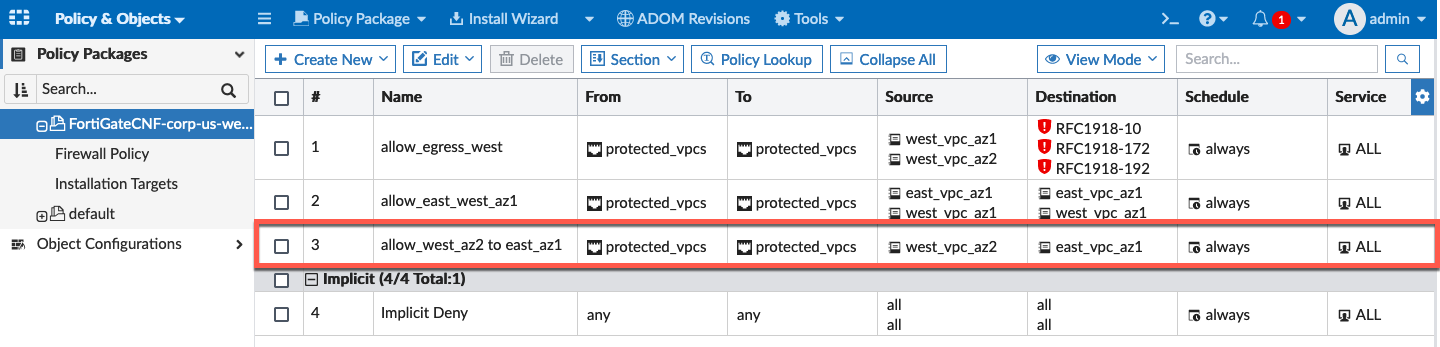 Policy & Objects Policy Package Install Wizard ADOM Revisions Tools 1 A admin
Policy Packages
Create New Edit Delete Section Policy Lookup Collapse All View Mode Search...
Search...
# Name From To Source Destination Schedule Service
FortiGateCNF-corp-us-we...
Firewall Policy
Installation Targets
default
Object Configurations
1 allow_egress_west protected_vpcs protected_vpcs west_vpc_az1 RFC1918-10 always ALL
west_vpc_az2 RFC1918-172
RFC1918-192
2 allow_east_west_az1 protected_vpcs protected_vpcs east_vpc_az1 east_vpc_az1 always ALL
west_vpc_az1 west_vpc_az1
3 allow_west_az2 to east_az1 protected_vpcs protected_vpcs west_vpc_az2 east_vpc_az1 always ALL
Implicit (4/4 Total:1)
4 Implicit Deny any any all all always ALL
all all